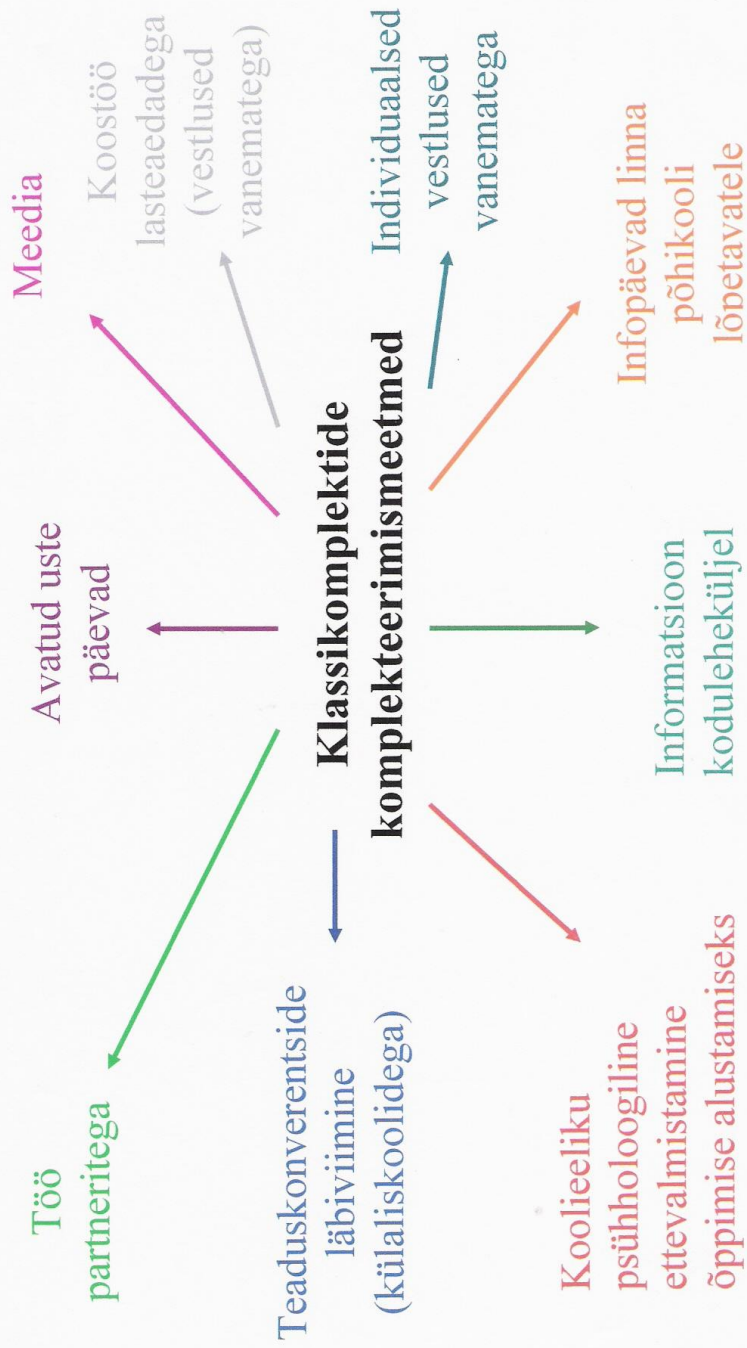 Töö
partneritega
Avatud uste
päevad
Meedia
Koostöö
lasteaedadega
(vestlused
vanematega)
Teaduskonverentside
läbiviimine
(külaliskoolidega)
Klassikomplektide
komplekteerimismeetmed
Individuaalsed
vestlused
vanematega
Koolieeliku
psühholoogiline
ettevalmistamine
õppimise alustamiseks
Informatsioon
koduleheküljel
Infopäevad linna
põhikooli
lõpetavatele